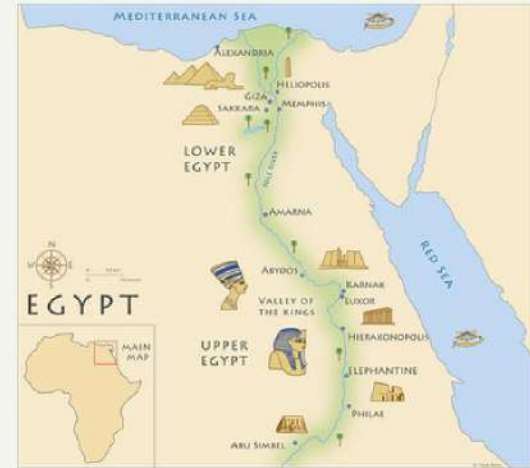 MEDITERRANEAN SEA
ALEXANDRIA
HELIOPOLIS
GIZA
SAKKARA
MEMPHIS
LOWER
EGYPT
NILE RIVER
AMARNA
RED SEA
N
W
E
S
ABYDOS
KARNAK
LUXOR
EGYPT
VALLEY OF
THE KINGS
HIERAKONOPOLIS
MAIN
MAP
UPPER
EGYPT
ELEPHANTINE
PHILAE
ABU SIMBEL